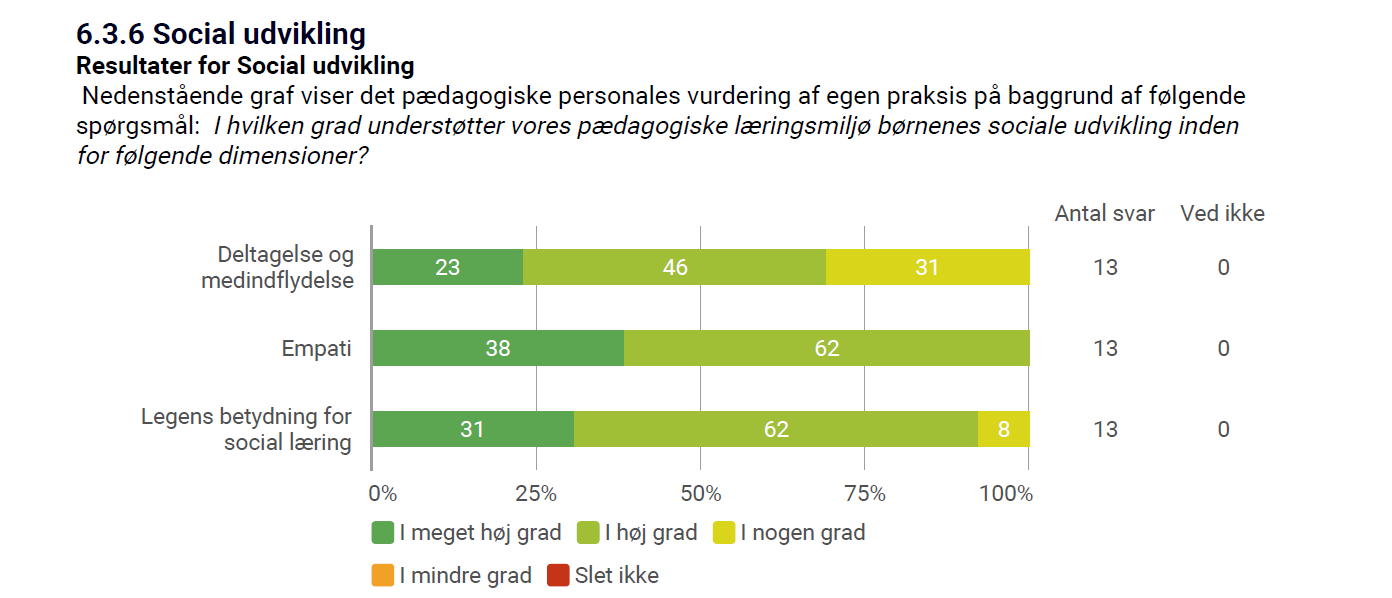 6.3.6 Social udvikling
Resultater for Social udvikling
Nedenstående graf viser det pædagogiske personales vurdering af egen praksis på baggrund af følgende
spørgsmål: I hvilken grad understøtter vores pædagogiske læringsmiljø børnenes sociale udvikling inden
for følgende dimensioner?
Antal svar Ved ikke
Deltagelse og
medindflydelse
23 46 31 13 0
Empati 38 62 13 0
Legens betydning for
social læring
31 62 8 13 0
0% 25% 50% 75% 100%
I meget høj grad I høj grad I nogen grad
I mindre grad Slet ikke